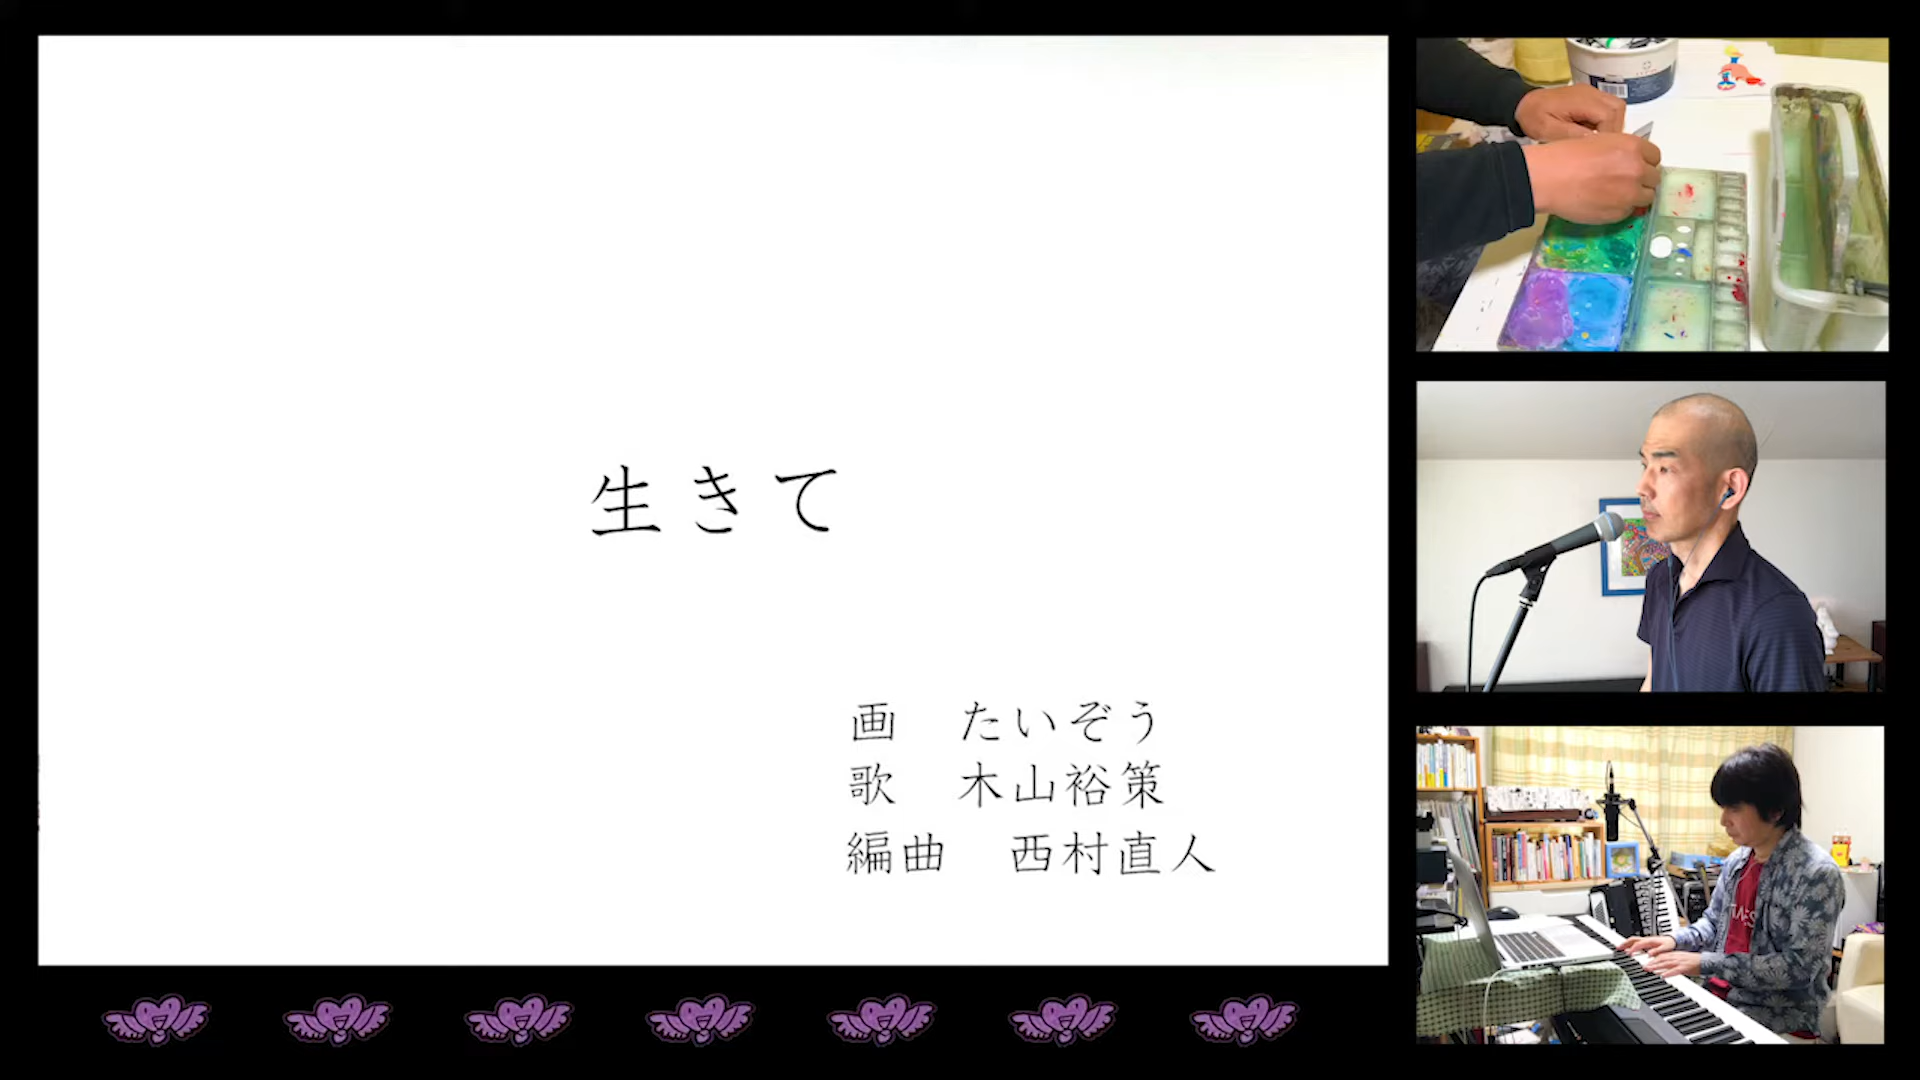 生きて
画　たいぞう
歌　木山裕策
編曲　西村直人